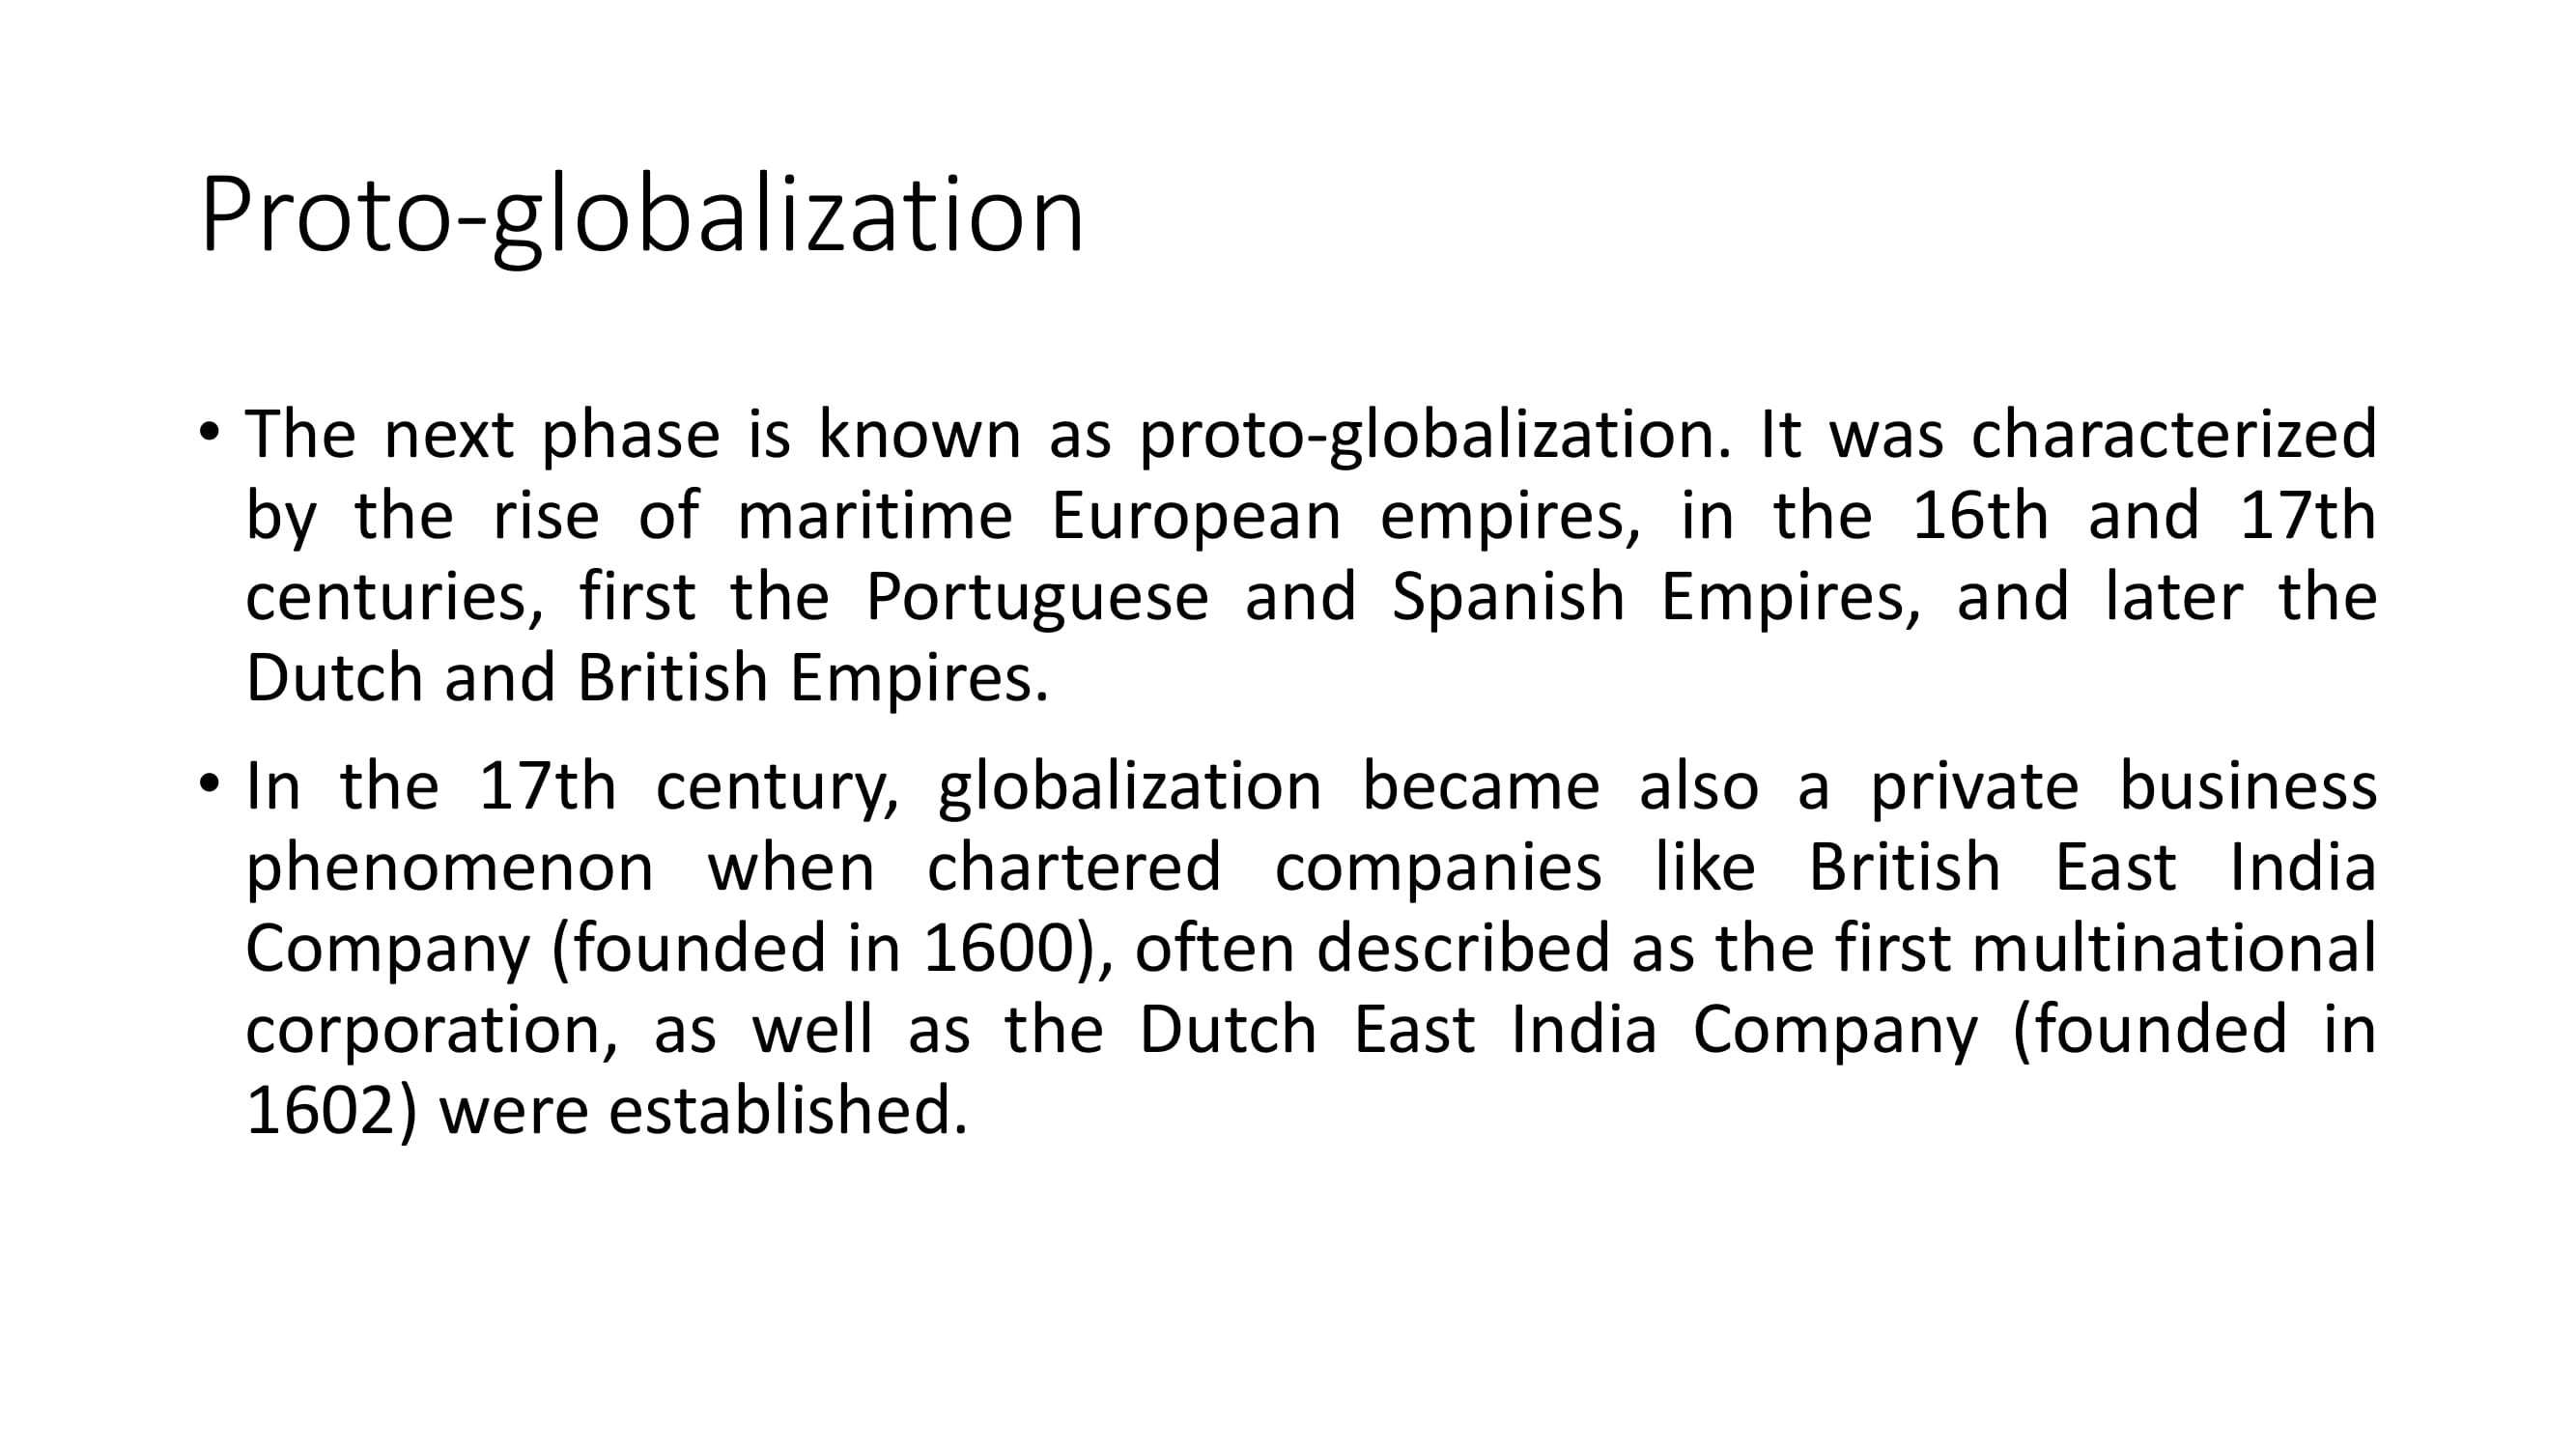 Proto-globalization
• The next phase is known as proto-globalization. It was characterized
by the rise of maritime European empires, in the 16th and 17th
centuries, first the Portuguese and Spanish Empires, and later the
Dutch and British Empires.
• In the 17th century, globalization became also a private business
phenomenon when chartered companies like British East India
Company (founded in 1600), often described as the first multinational
corporation, as well as the Dutch East India Company (founded in
1602) were established.